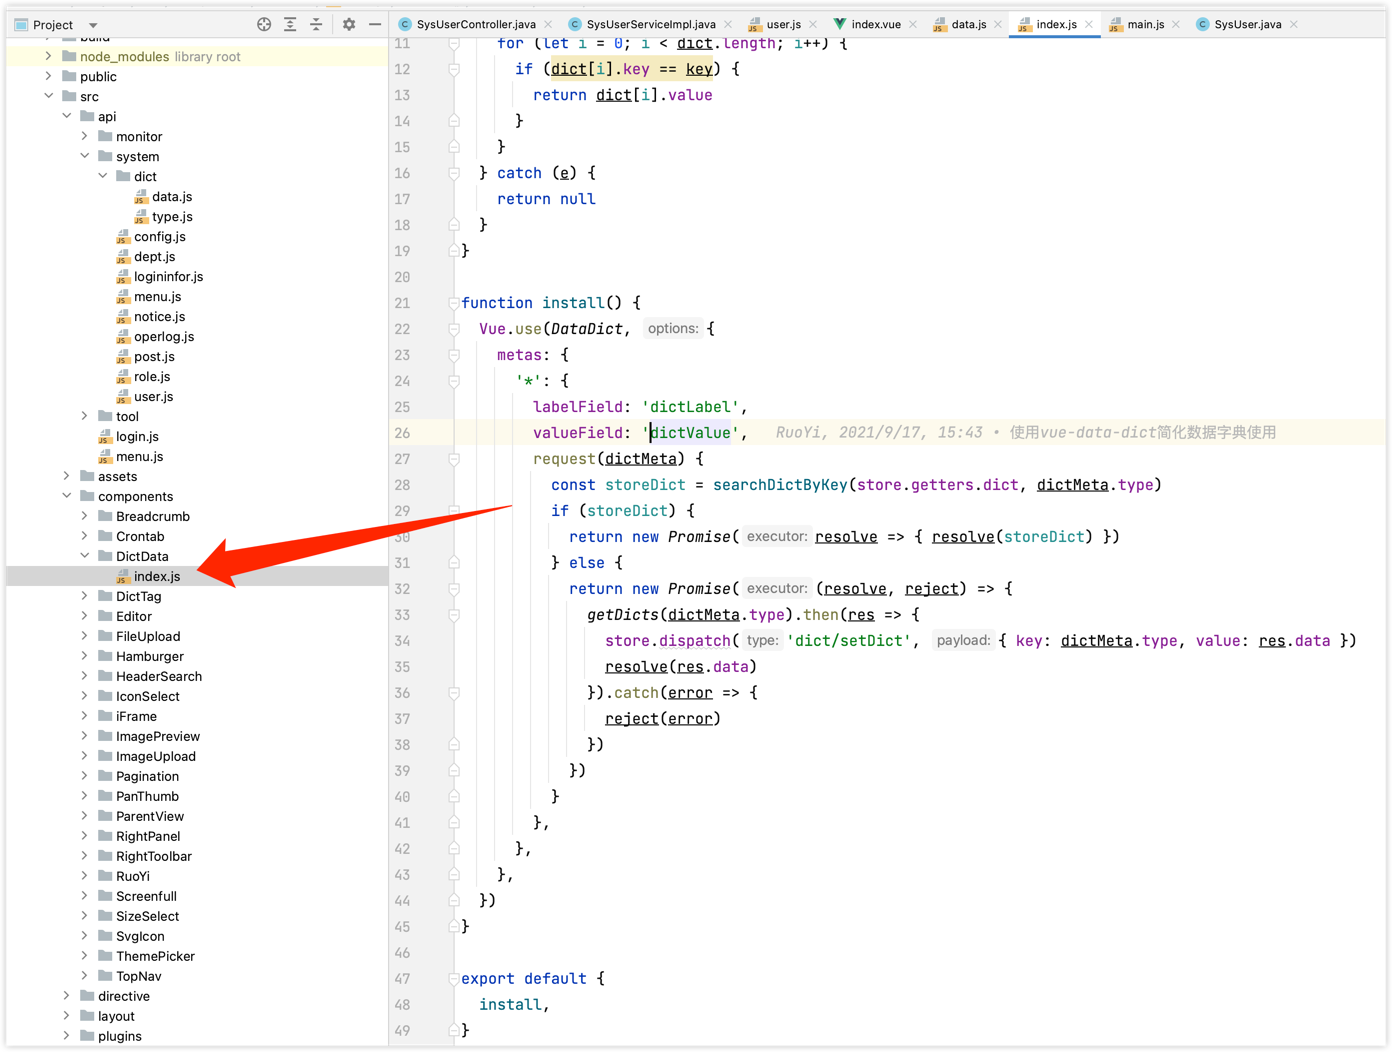 Project
SysUserController.java
SysUserServiceImpl.java
user.js
index.vue
data.js
index.js
main.js
SysUser.java
build
node_modules library root
public
src
api
monitor
system
dict
data.js
type.js
config.js
dept.js
logininfor.js
menu.js
notice.js
operlog.js
post.js
role.js
user.js
tool
login.js
menu.js
assets
components
Breadcrumb
Crontab
DictData
index.js
DictTag
Editor
FileUpload
Hamburger
HeaderSearch
IconSelect
iFrame
ImagePreview
ImageUpload
Pagination
PanThumb
ParentView
RightPanel
RightToolbar
RuoYi
Screenfull
SizeSelect
SvgIcon
ThemePicker
TopNav
directive
layout
plugins
11 for (let i = 0; i < dict.length; i++) {
12 if (dict[i].key == key) {
13 return dict[i].value
14 }
15 }
16 } catch (e) {
17 return null
18 }
19 }
20
21 function install() {
22 Vue.use(DataDict, options: {
23 metas: {
24 '*': {
25 labelField: 'dictLabel',
26 valueField: 'dictValue', RuoYi, 2021/9/17, 15:43 • 使用vue-data-dict简化数据字典使用
27 request(dictMeta) {
28 const storeDict = searchDictByKey(store.getters.dict, dictMeta.type)
29 if (storeDict) {
30 return new Promise( executor: resolve => { resolve(storeDict) })
31 } else {
32 return new Promise( executor: (resolve, reject) => {
33 getDicts(dictMeta.type).then(res => {
34 store.dispatch( type: 'dict/setDict', payload: { key: dictMeta.type, value: res.data })
35 resolve(res.data)
36 }).catch(error => {
37 reject(error)
38 })
39 })
40 }
41 },
42 },
43 },
44 })
45 }
46
47 export default {
48 install,
49 }